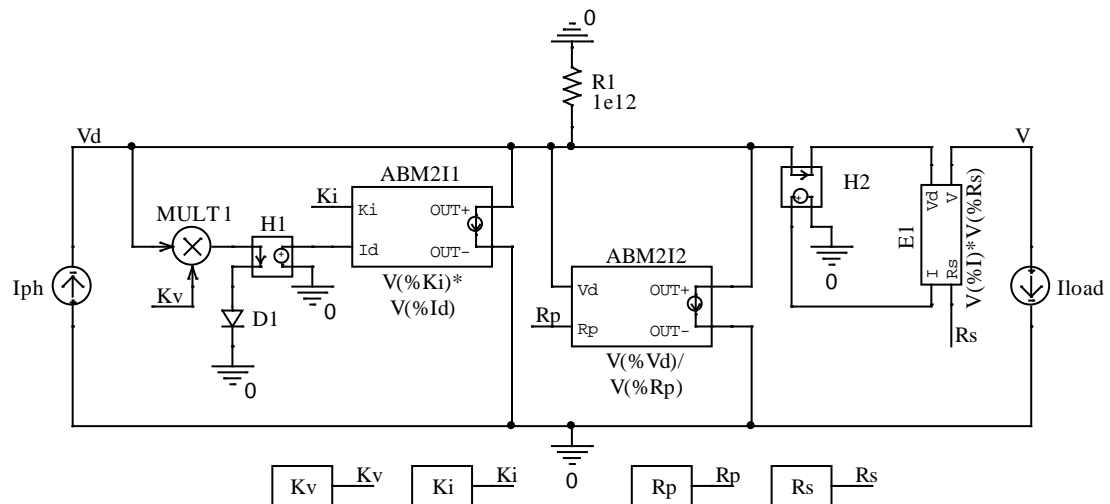 0
R1
1e12
Vd
V
ABM2I1
Ki
Ki
OUT+
H2
Vd
V
MULT1
H1
Id
OUT-
E1
V(%I)*V(%Rs)
ABM2I2
I
Rs
V(%Ki)*
V(%Id)
0
Iph
Kv
0
Vd
OUT+
Iload
D1
Rp
Rp
OUT-
Rs
0
V(%Vd)/
V(%Rp)
0
Kv
Kv
Ki
Ki
Rp
Rp
Rs
Rs